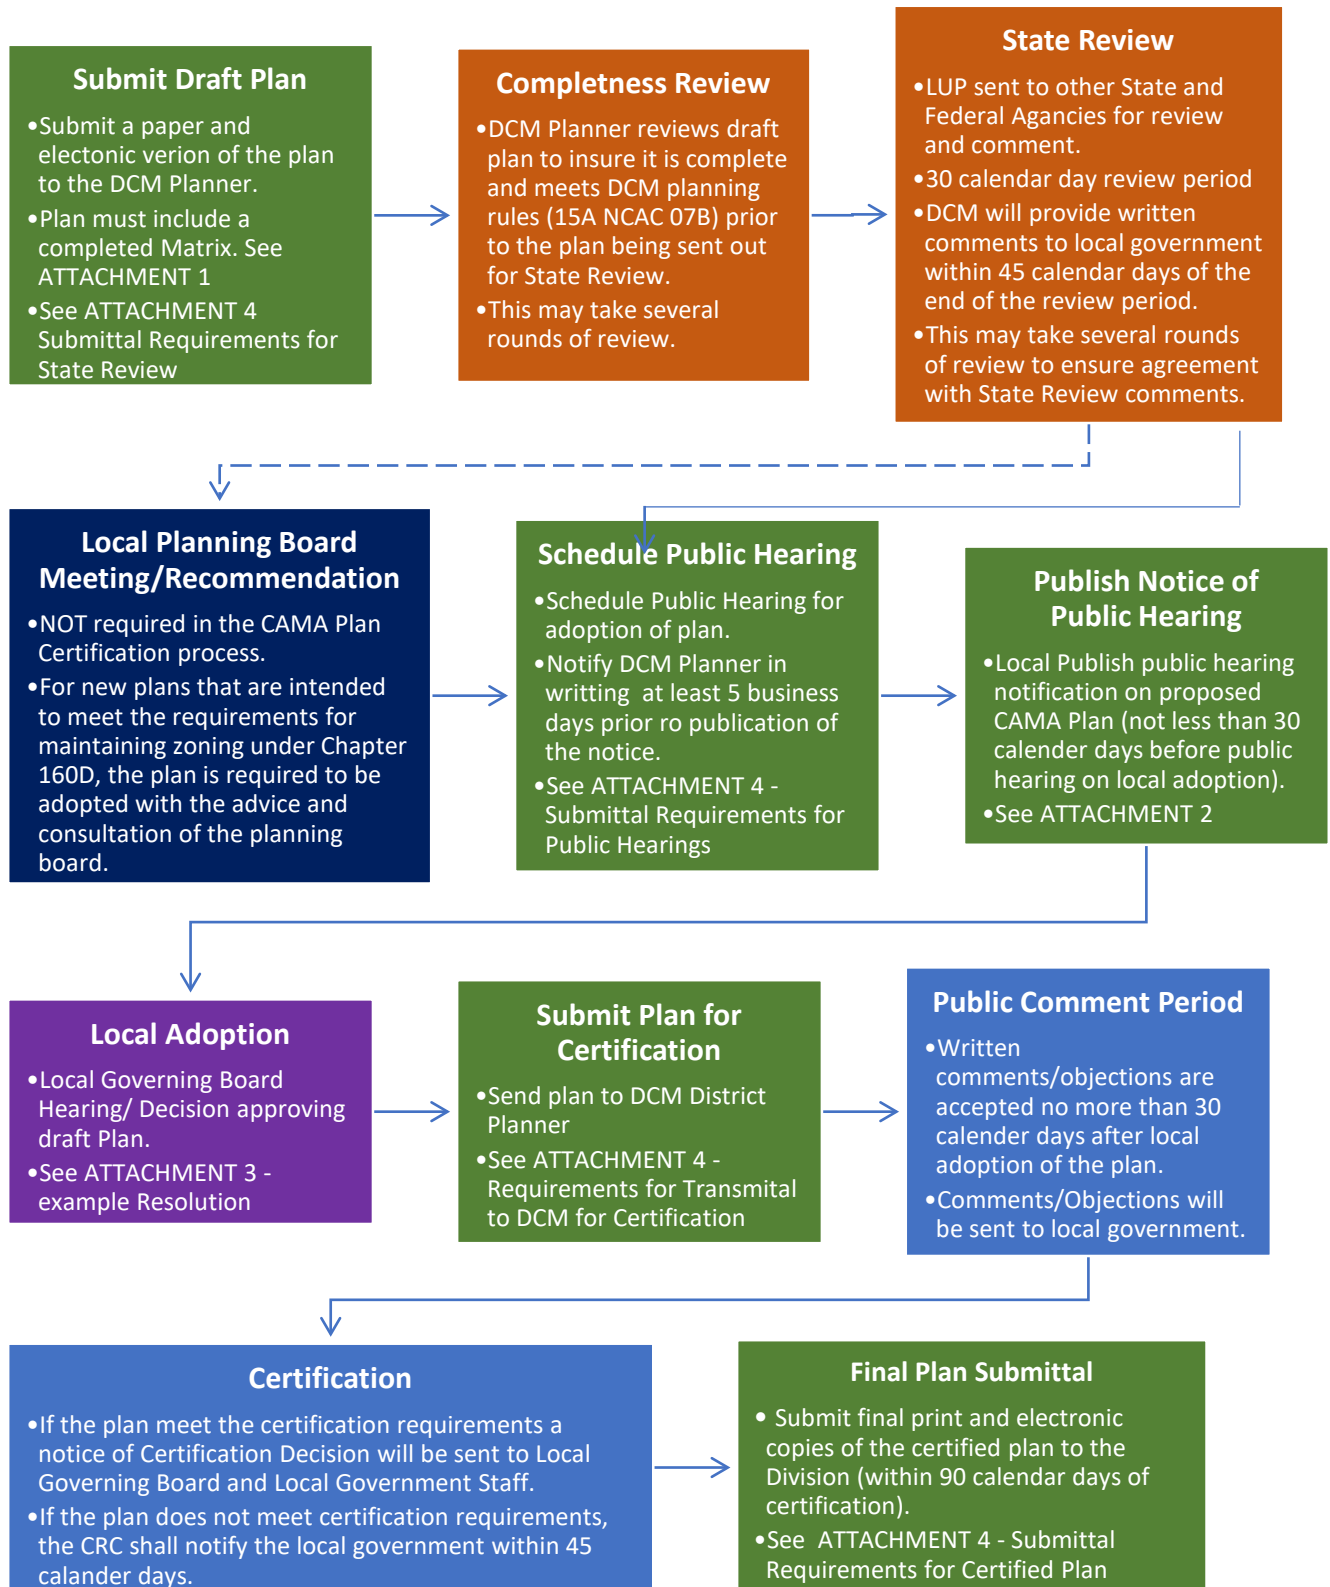 Submit Draft Plan
•Submit a paper and
electonic verion of the plan
to the DCM Planner.
•Plan must include a
completed Matrix. See
ATTACHMENT 1
•See ATTACHMENT 4
Submittal Requirements for
State Review
Completness Review
•DCM Planner reviews draft
plan to insure it is complete
and meets DCM planning
rules (15A NCAC 07B) prior
to the plan being sent out
for State Review.
•This may take several
rounds of review.
State Review
•LUP sent to other State and
Federal Agancies for review
and comment.
•30 calendar day review period
•DCM will provide written
comments to local government
within 45 calendar days of the
end of the review period.
•This may take several rounds
of review to ensure agreement
with State Review comments.
Local Planning Board
Meeting/Recommendation
•NOT required in the CAMA Plan
Certification process.
•For new plans that are intended
to meet the requirements for
maintaining zoning under Chapter
160D, the plan is required to be
adopted with the advice and
consultation of the planning
board.
Schedule Public Hearing
•Schedule Public Hearing for
adoption of plan.
•Notify DCM Planner in
writting at least 5 business
days prior ro publication of
the notice.
•See ATTACHMENT 4 -
Submittal Requirements for
Public Hearings
Publish Notice of
Public Hearing
•Local Publish public hearing
notification on proposed
CAMA Plan (not less than 30
calender days before public
hearing on local adoption).
•See ATTACHMENT 2
Local Adoption
•Local Governing Board
Hearing/ Decision approving
draft Plan.
•See ATTACHMENT 3 -
example Resolution
Submit Plan for
Certification
•Send plan to DCM District
Planner
•See ATTACHMENT 4 -
Requirements for Transmital
to DCM for Certification
Public Comment Period
•Written
comments/objections are
accepted no more than 30
calender days after local
adoption of the plan.
•Comments/Objections will
be sent to local government.
Certification
•If the plan meet the certification requirements a
notice of Certification Decision will be sent to Local
Governing Board and Local Government Staff.
•If the plan does not meet certification requirements,
the CRC shall notify the local government within 45
calander days.
Final Plan Submittal
• Submit final print and electronic
copies of the certified plan to the
Division (within 90 calendar days of
certification).
•See ATTACHMENT 4 - Submittal
Requirements for Certified Plan